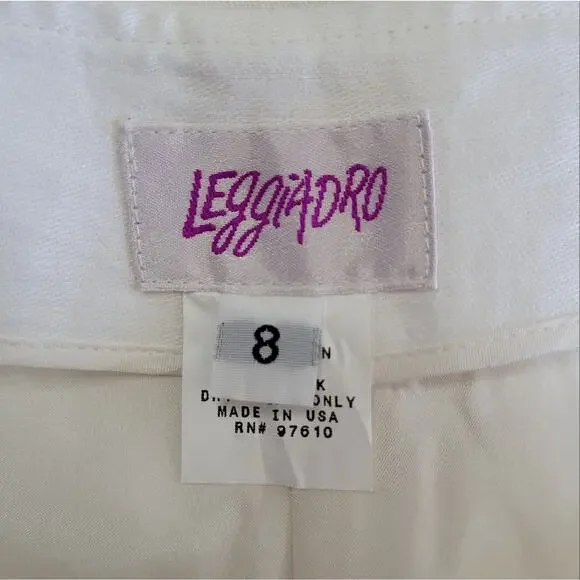 LEGGIADRO
8
N
K
ONLY
MADE IN USA
RN# 97610